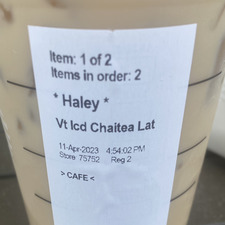 Item: 1 of 2
Items in order: 2
* Haley *
Vt Icd Chaitea Lat
11-Apr-2023 4:54:02 PM
Store 75752 Reg 2
> CAFE <